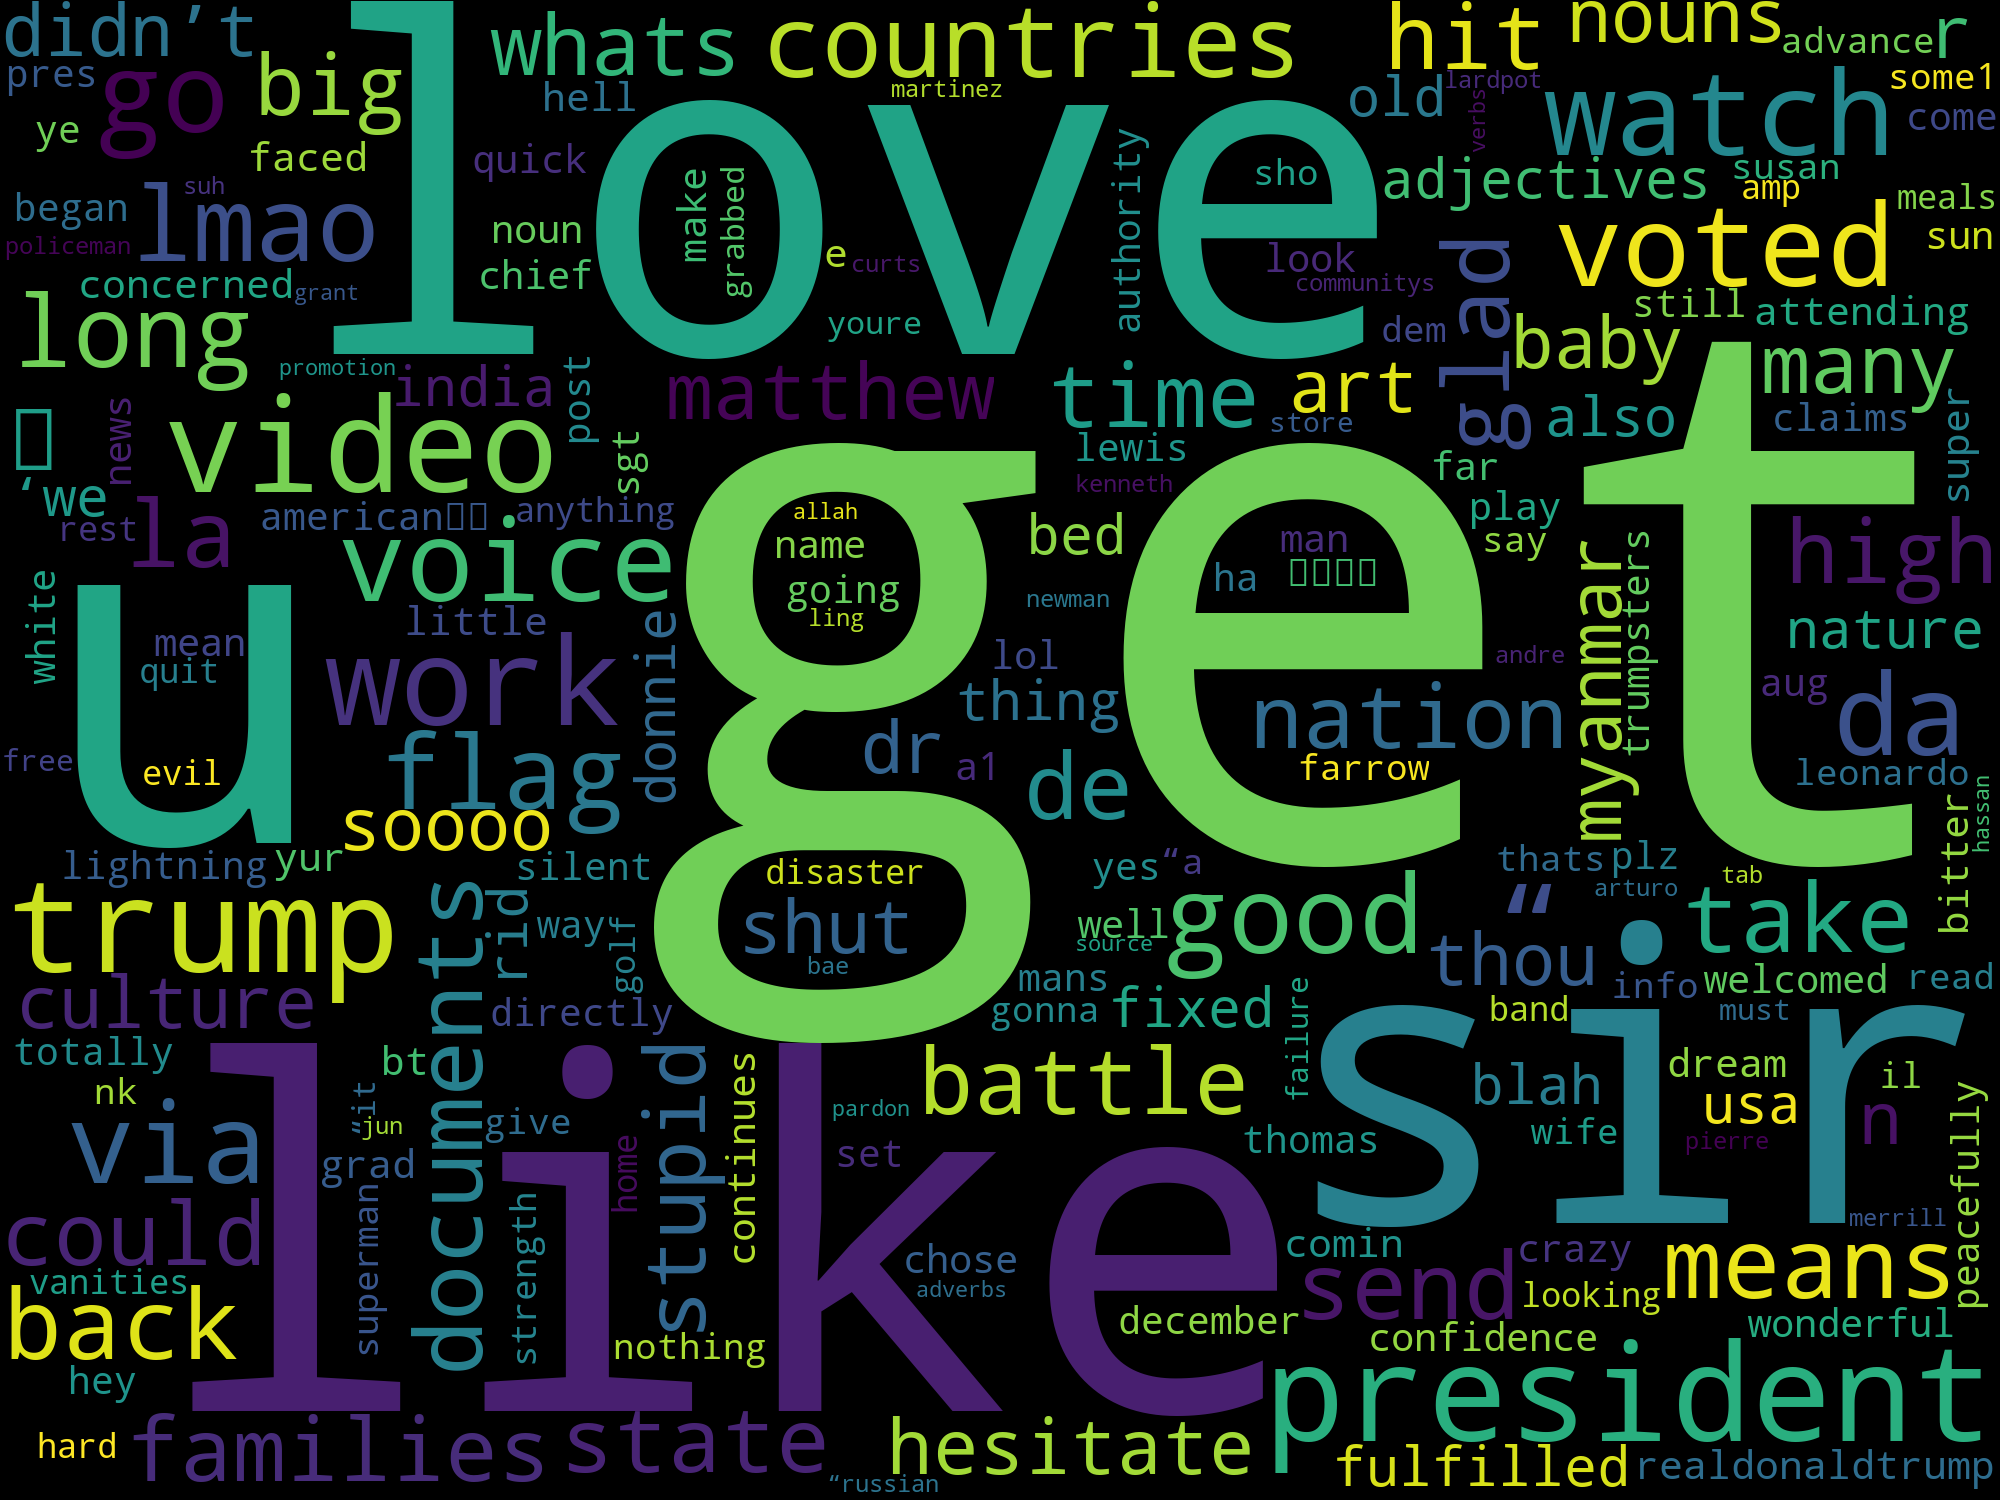 didn’t
love
whats
countries
hit
nouns
advance
r
pres
go
big
hell
martinez
old
lardpot
watch
some1
come
ye
faced
quick
make
grabbed
authority
sho
verbs
adjectives
susan
amp
meals
began
suh
lmao
noun
e
curts
look
voted
sun
policeman
concerned
grant
chief
communitys
glad
still
attending
long
youre
dem
baby
many
promotion
india
post
matthew
time
art
store
also
claims
super
news
video
sgt
lewis
far
kenneth
‘we
rest
la
american
anything
allah
bed
man
play
say
myanmar
trumpsters
high
voice
name
going
ling
get
ha
newman
white
u
mean
quit
little
work
donnie
lol
thing
nation
andre
nature
aug
da
free
evil
flag
dr
a1
de
farrow
leonardo
hassan
bitter
soooo
lightning
yur
silent
disaster
yes
“a
thats
plz
arturo
tab
trump
documents
rid
way
golf
shut
bae
well
source
good
“
thou
take
culture
directly
mans
gonna
fixed
failure
info
welcomed
read
band
must
sir
totally
bt
nk
“it
jun
like
stupid
continues
battle
blah
dream
il
usa
n
via
grad
give
home
pardon
set
thomas
wife
pierre
peacefully
could
superman
strength
chose
adverbs
comin
crazy
merrill
vanities
back
send
looking
means
hey
nothing
december
confidence
wonderful
president
hard
families
state
hesitate
fulfilled
realdonaldtrump
“russian